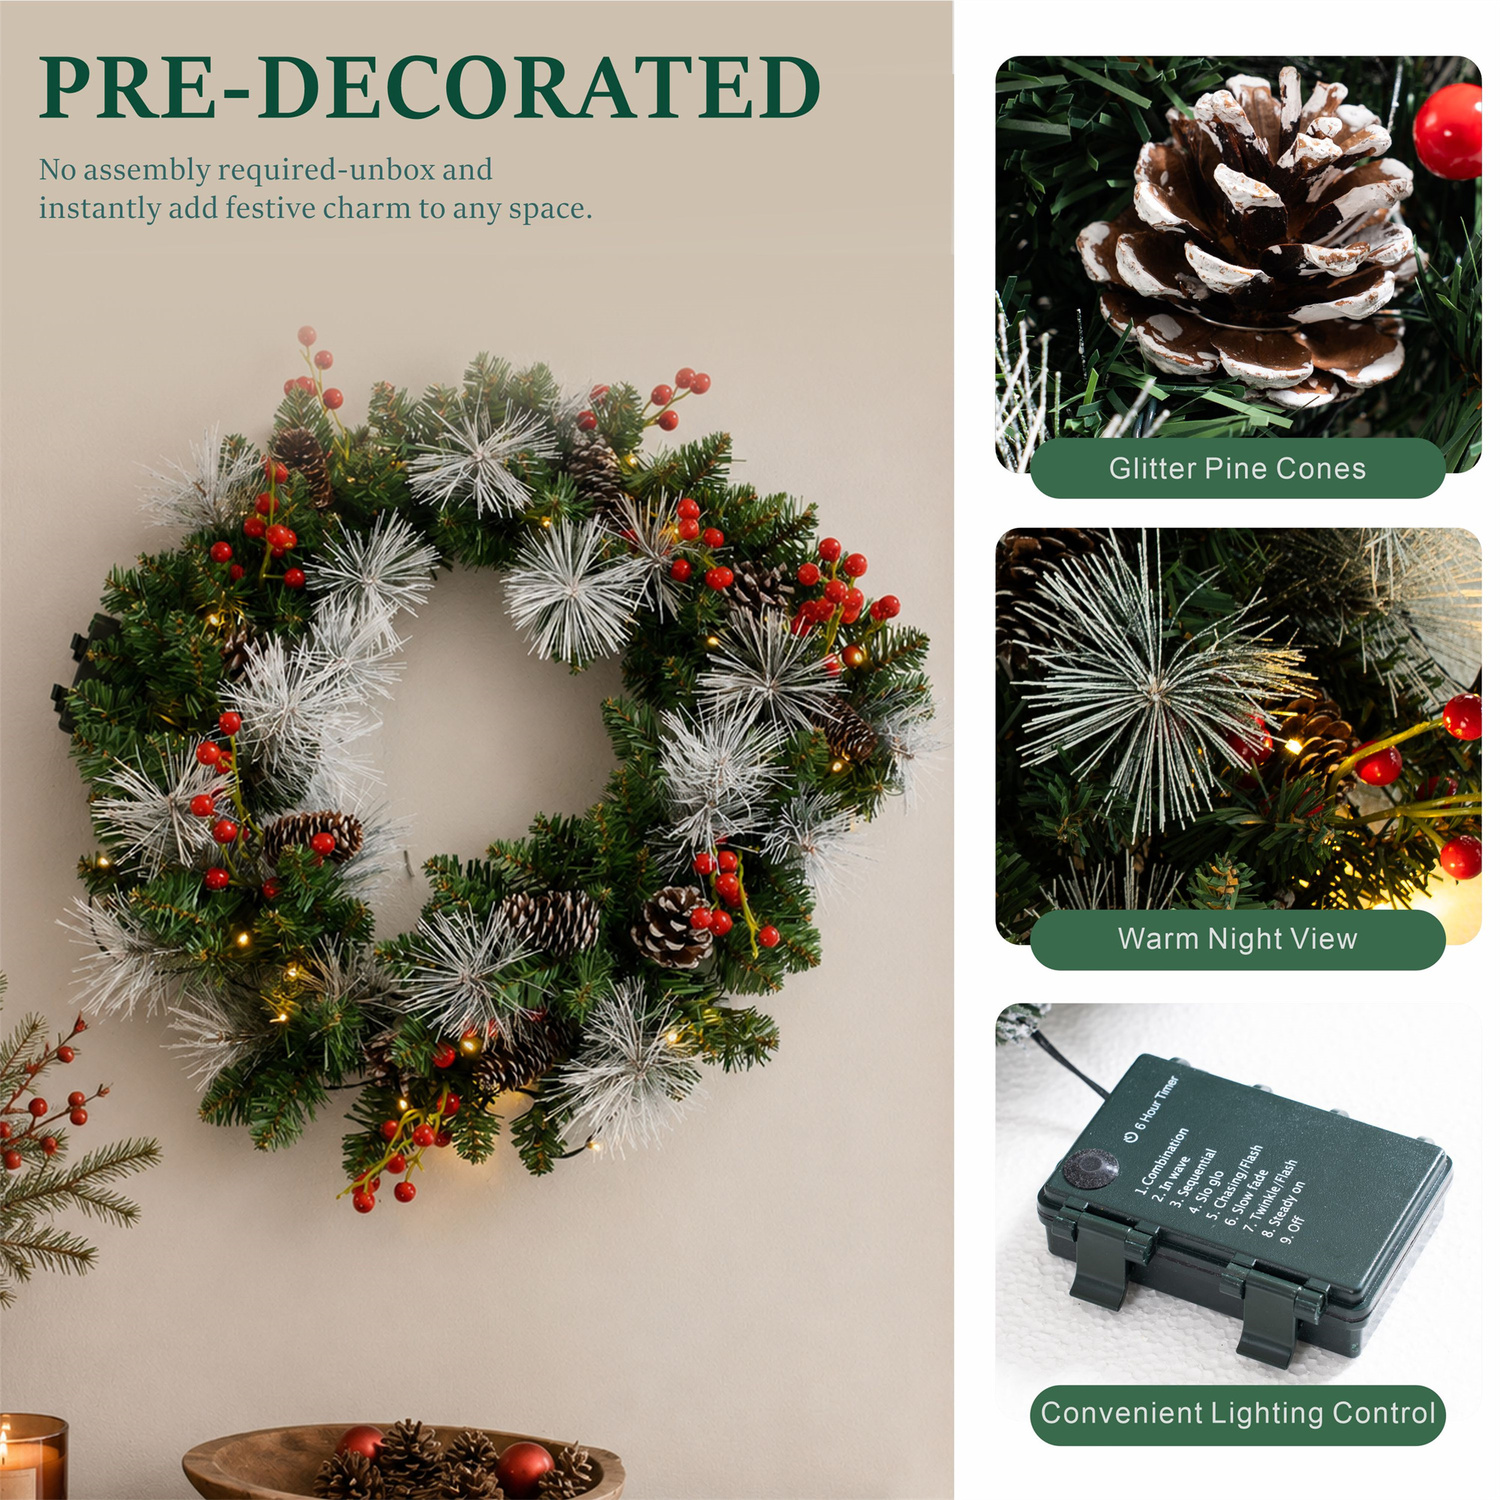 PRE-DECORATED
No assembly required-unbox and
instantly add festive charm to any space.
Glitter Pine Cones
Warm Night View
6 Hour Timer
1. Combination
2. In wave
3. Sequential
4. Slo glo
5. Chasing/Flash
6. Slow fade
7. Twinkle/Flash
8. Steady on
9. Off
Convenient Lighting Control